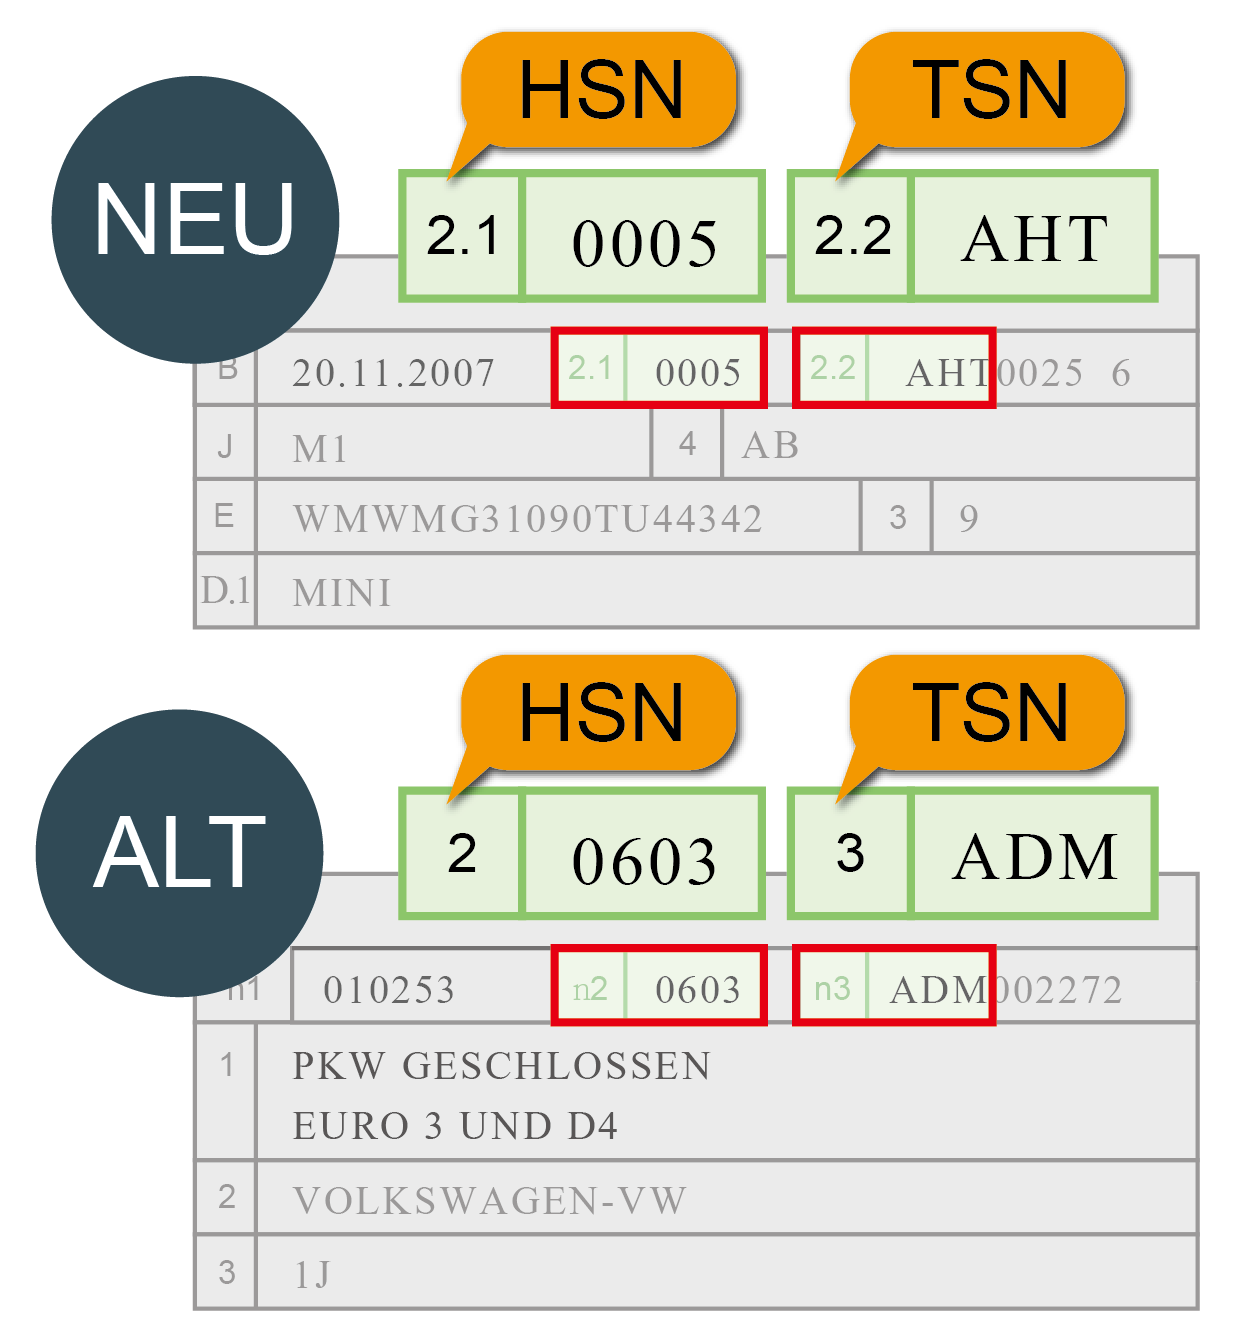 HSN TSN
NEU 2.1 0005 2.2 AHT
B 20.11.2007 2.1 0005 2.2 AHT0025 6
J M1 4 AB
E WMWMG31090TU44342 3 9
D.1 MINI
HSN TSN
ALT 2 0603 3 ADM
n1 010253 n2 0603 n3 ADM002272
1 PKW GESCHLOSSEN
EURO 3 UND D4
2 VOLKSWAGEN-VW
3 1J